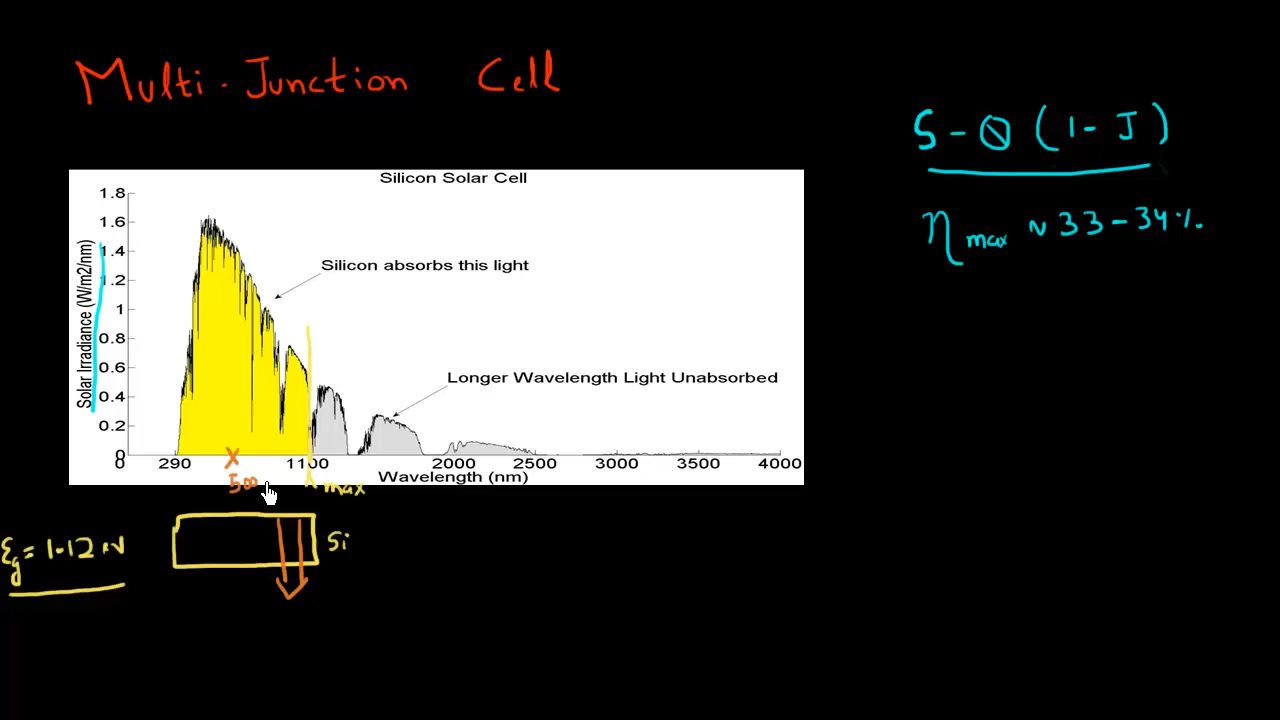 Multi-Junction Cell
S-Q (1-J)
η max ~ 33-34%
Silicon Solar Cell
Solar Irradiance (W/m2/nm)
1.8
1.6
1.4
1.2
1
0.8
0.6
0.4
0.2
0
Silicon absorbs this light
Longer Wavelength Light Unabsorbed
0 290 1100 2000 2500 3000 3500 4000
Wavelength (nm)
x
500
λ max
Eg = 1.12 eV
Si